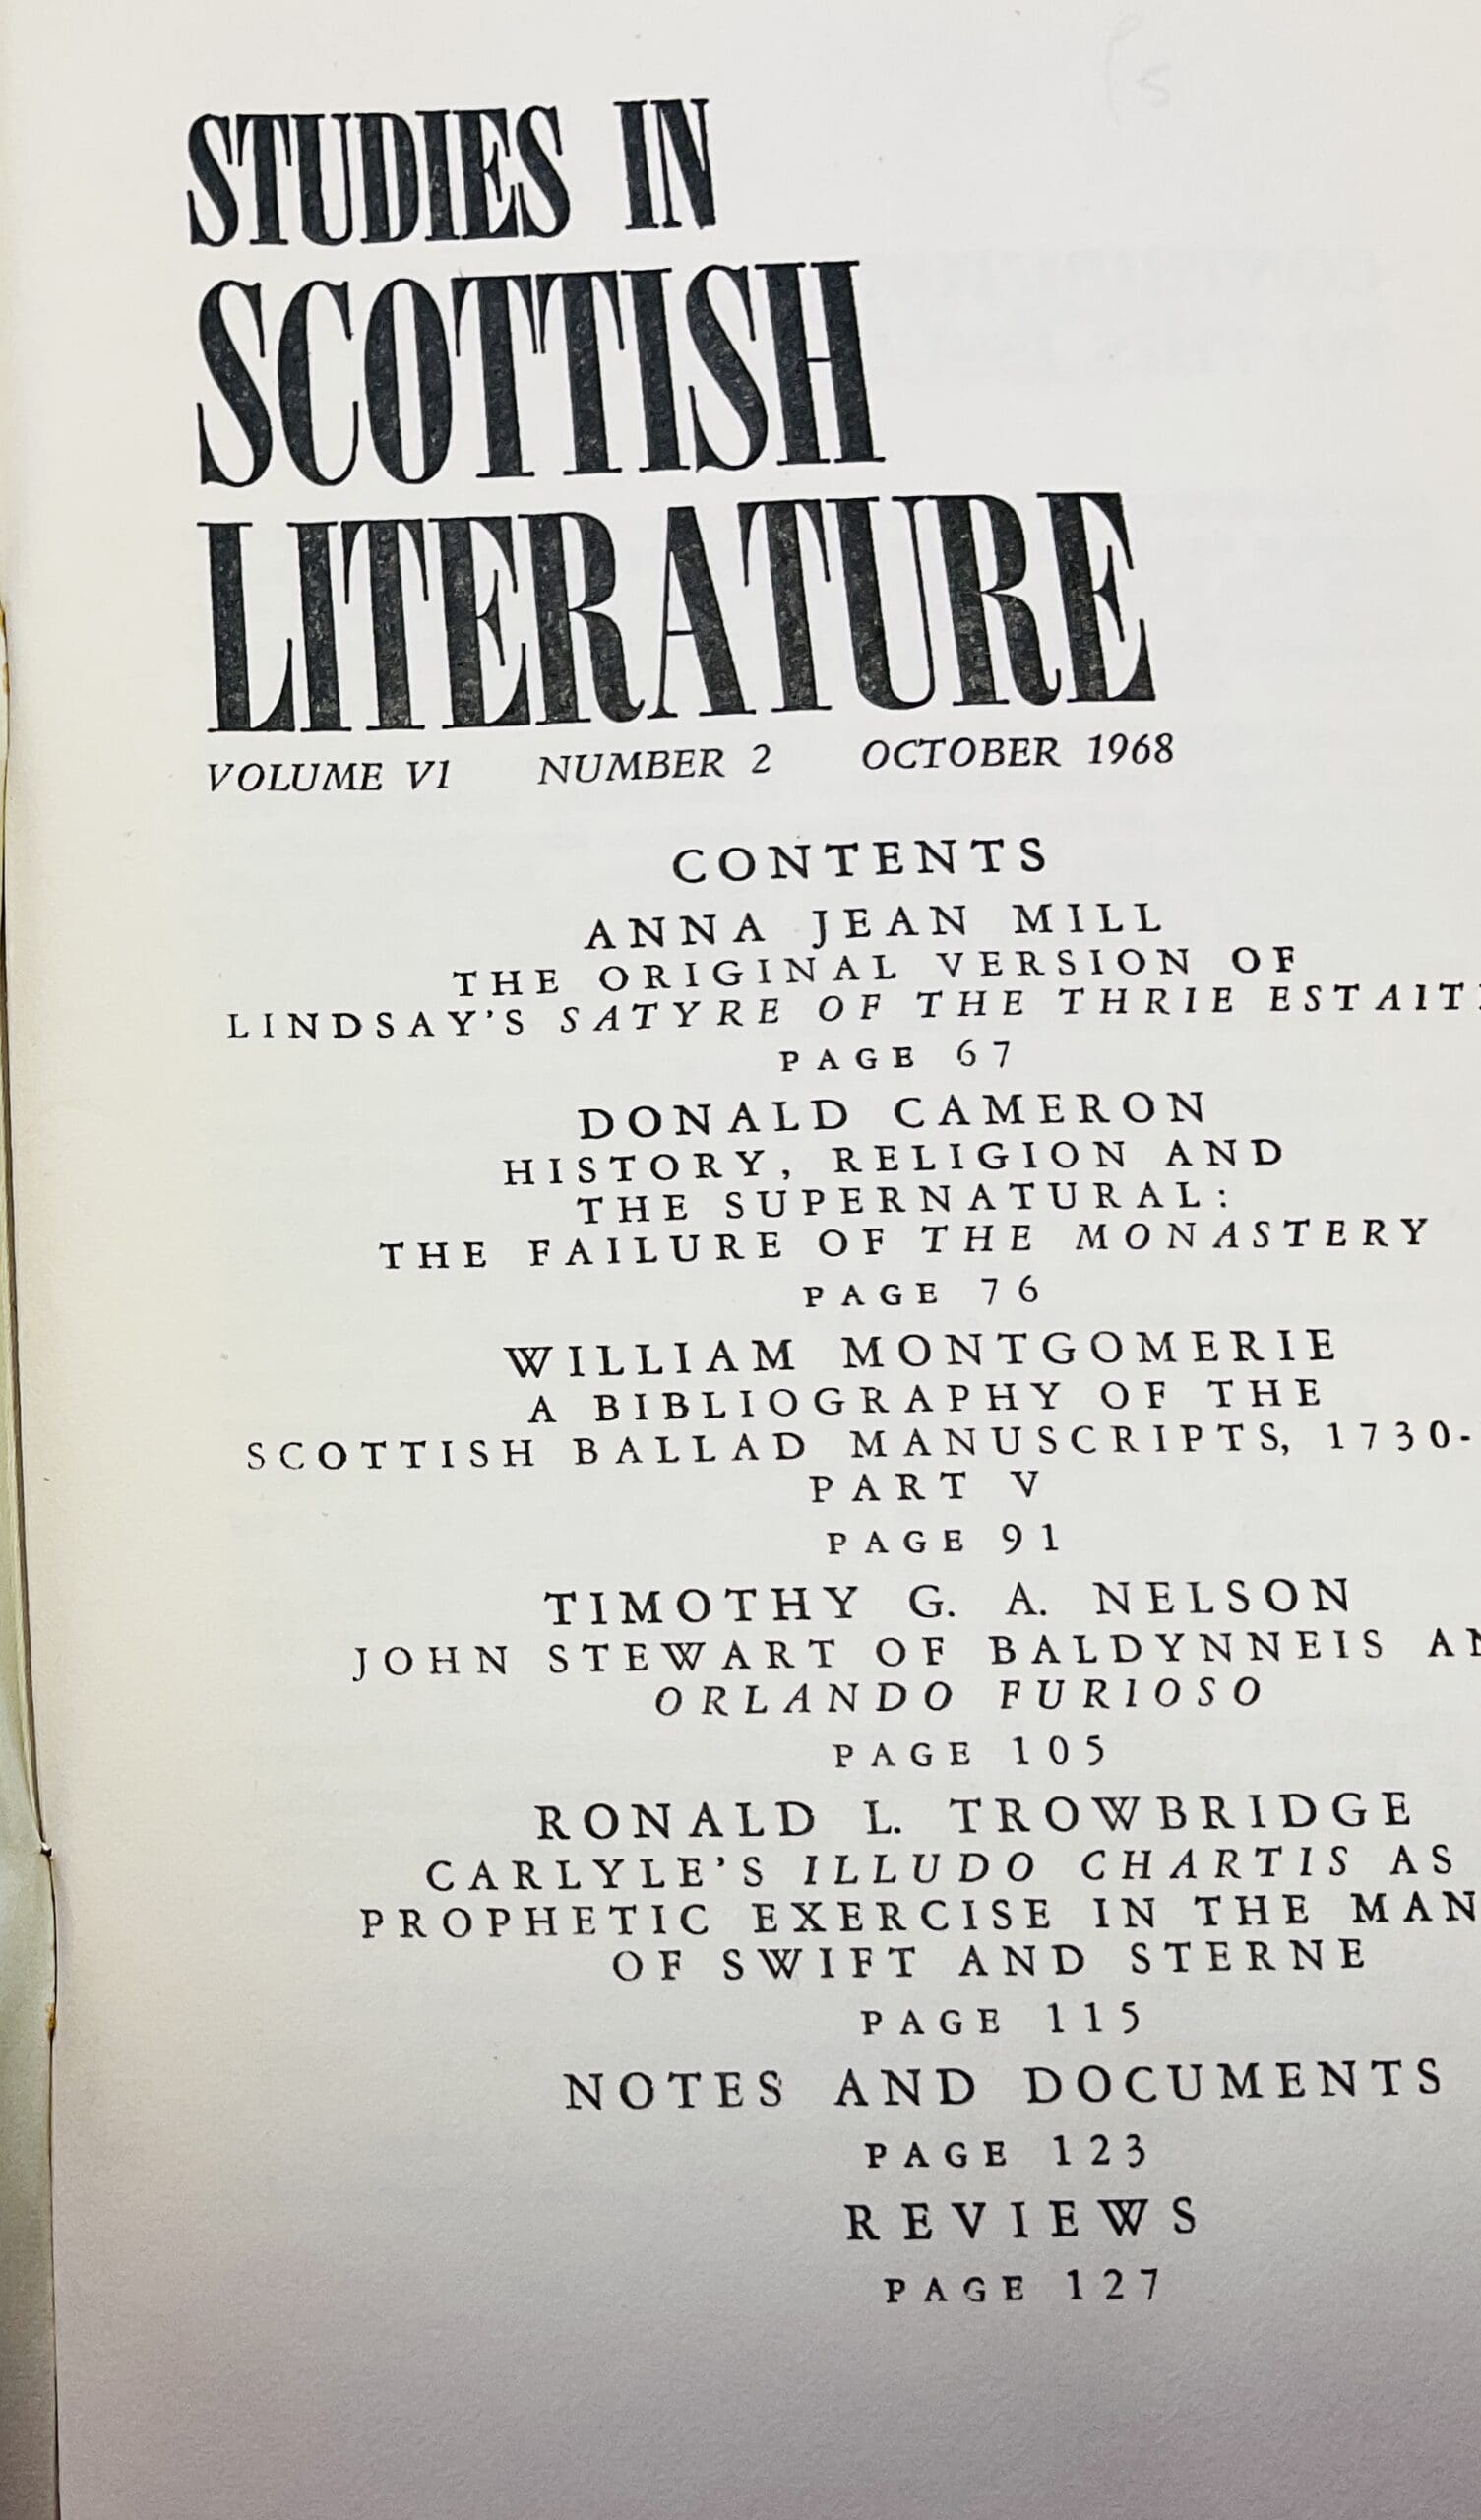 STUDIES IN
SCOTTISH
LITERATURE
VOLUME VI NUMBER 2 OCTOBER 1968
CONTENTS
ANNA JEAN MILL
THE ORIGINAL VERSION OF
LINDSAY'S SATYRE OF THE THRIE ESTAIT
PAGE 67
DONALD CAMERON
HISTORY, RELIGION AND
THE SUPERNATURAL:
THE FAILURE OF THE MONASTERY
PAGE 76
WILLIAM MONTGOMERIE
A BIBLIOGRAPHY OF THE
SCOTTISH BALLAD MANUSCRIPTS, 1730-
PART V
PAGE 91
TIMOTHY G. A. NELSON
JOHN STEWART OF BALDYNNEIS
ORLANDO FURIOSO
PAGE 105
RONALD L. TROWBRIDGE
CARLYLE'S ILLUDO CHARTIS AS
PROPHETIC EXERCISE IN THE MAN
OF SWIFT AND STERNE
PAGE 115
NOTES AND DOCUMENTS
PAGE 123
REVIEWS
PAGE 127